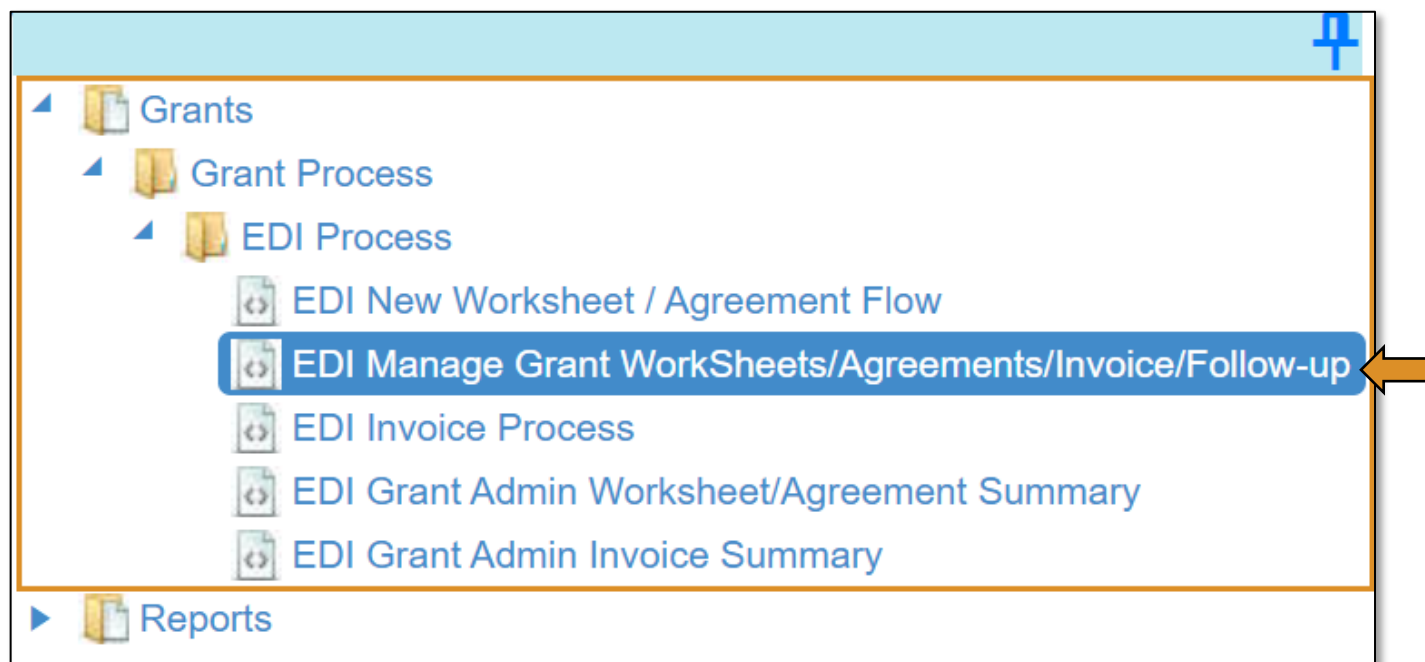 Grants
Grant Process
EDI Process
EDI New Worksheet / Agreement Flow
EDI Manage Grant WorkSheets/Agreements/Invoice/Follow-up
EDI Invoice Process
EDI Grant Admin Worksheet/Agreement Summary
EDI Grant Admin Invoice Summary
Reports